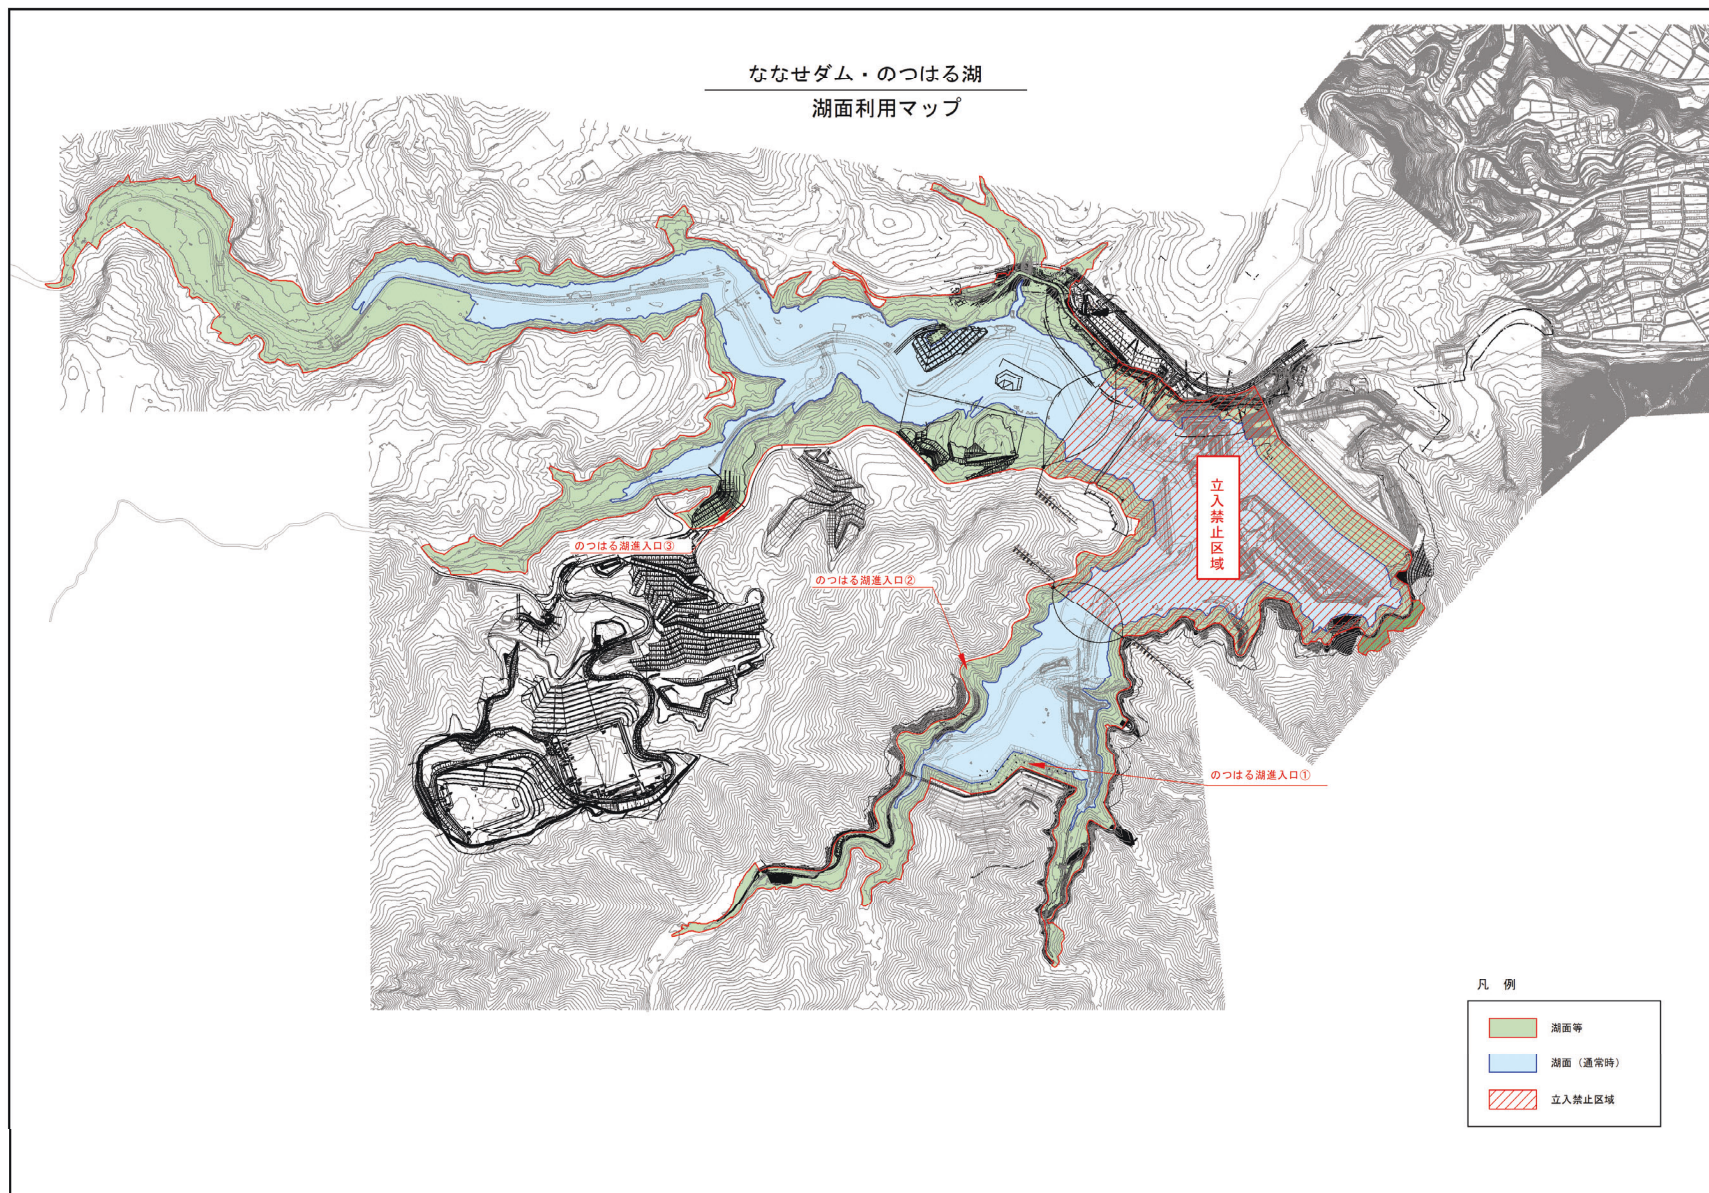 ななせダム・のつはる湖
湖面利用マップ
立入禁止区域
のつはる湖進入口③
のつはる湖進入口②
のつはる湖進入口①
凡 例
湖面等
湖面（通常時）
立入禁止区域